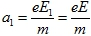 a₁ = eE₁/m = eE/m